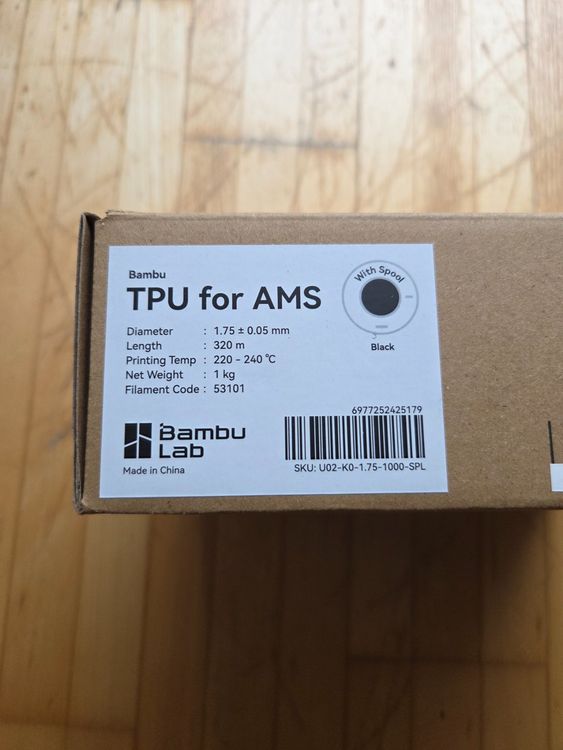 Bambu
TPU for AMS
With Spool
Black
Diameter : 1.75 ± 0.05 mm
Length : 320 m
Printing Temp : 220 - 240 ℃
Net Weight : 1 kg
Filament Code : 53101
Bambu
Lab
Made in China
6977252425179
SKU: U02-K0-1.75-1000-SPL